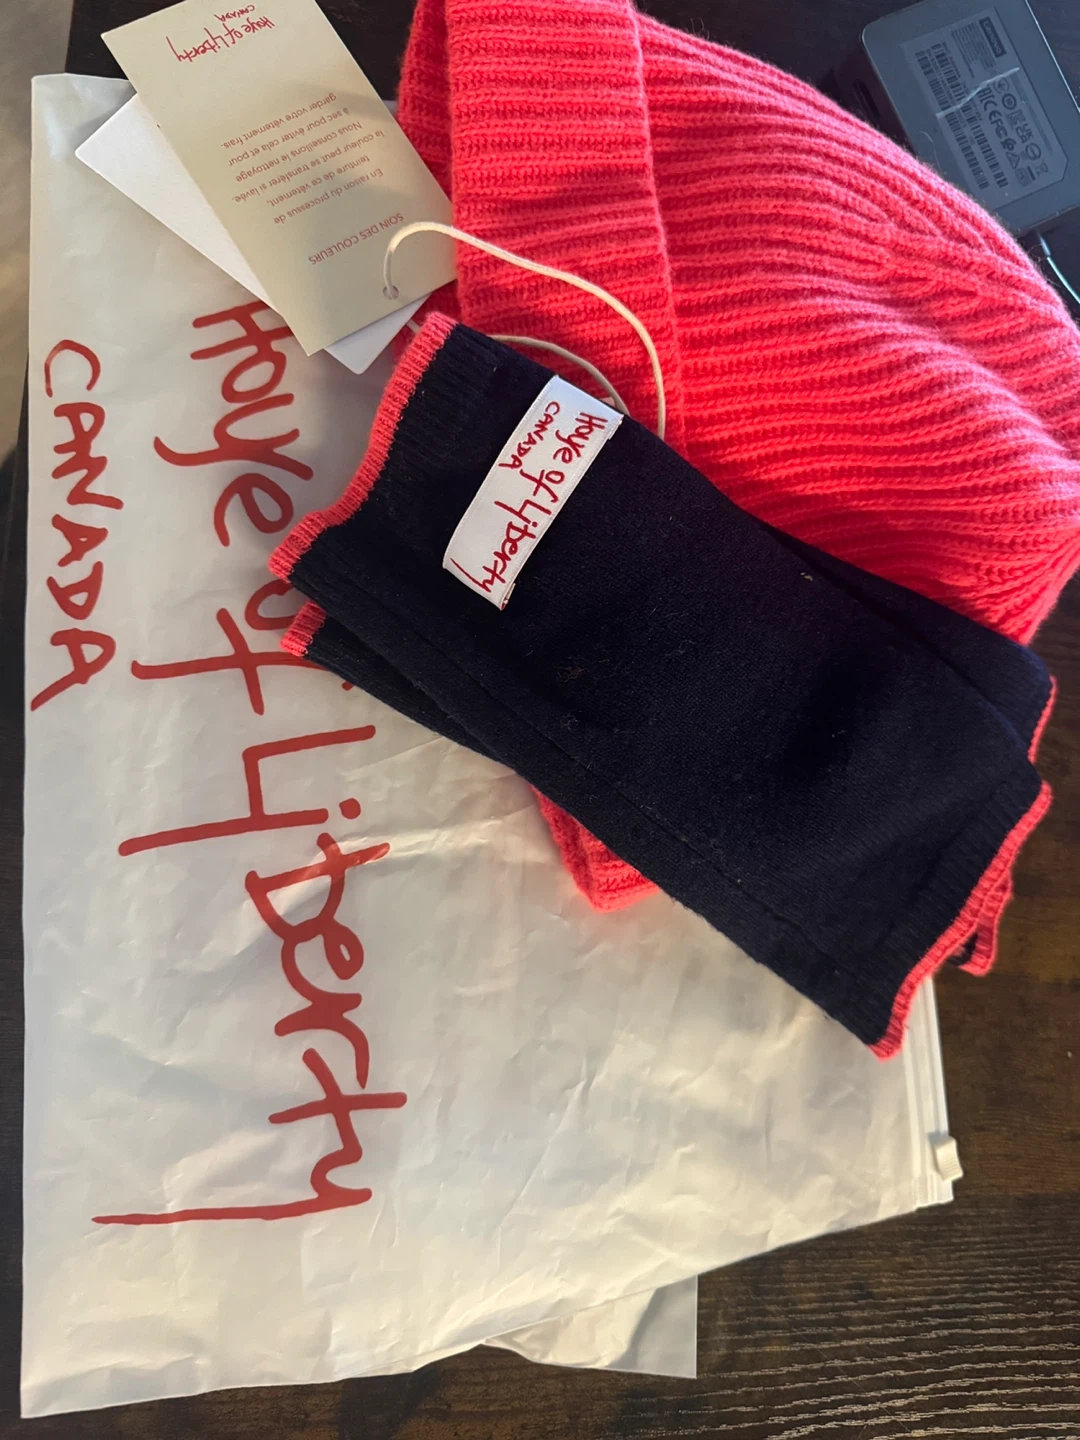 Hoye of Liberty
CANADA
SOIN DES COULEURS
En raison du processus de
teinture de ce vêtement,
la couleur peut se transférer si lavée.
Nous conseillons le nettoyage
à sec pour éviter cela et pour
garder votre vêtement frais.
Hoye of Liberty
CANADA
Hoye of Liberty
CANADA
Lenovo